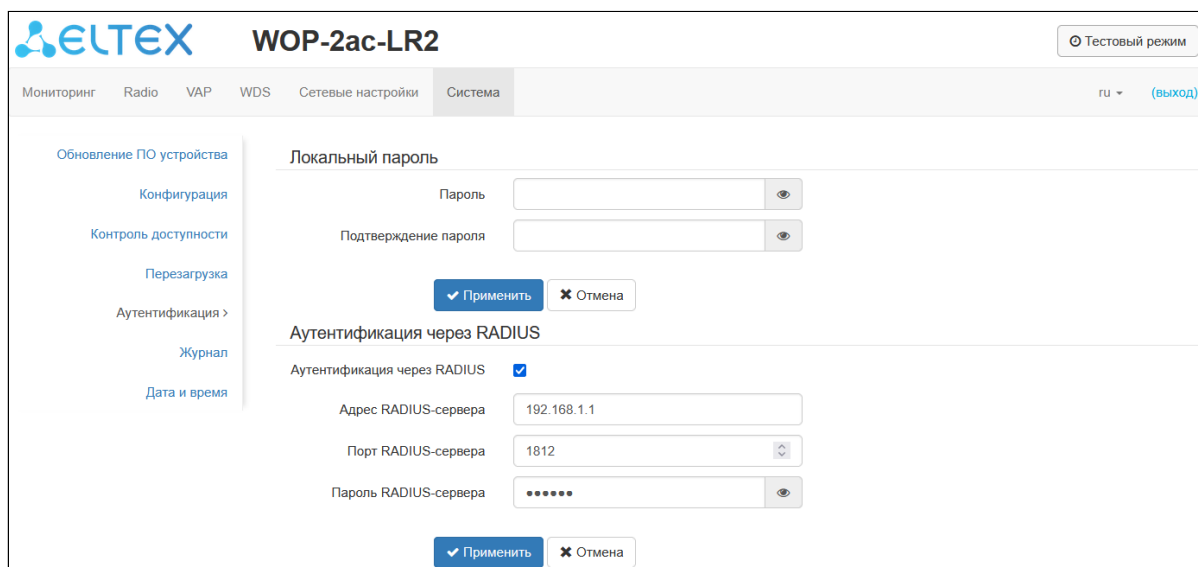 ELTEX WOP-2ac-LR2 Тестовый режим
Мониторинг Radio VAP WDS Сетевые настройки Система ru (выход)
Обновление ПО устройства
Конфигурация
Контроль доступности
Перезагрузка
Аутентификация >
Журнал
Дата и время
Локальный пароль
Пароль
Подтверждение пароля
Применить Отмена
Аутентификация через RADIUS
Аутентификация через RADIUS
Адрес RADIUS-сервера 192.168.1.1
Порт RADIUS-сервера 1812
Пароль RADIUS-сервера ••••••
Применить Отмена